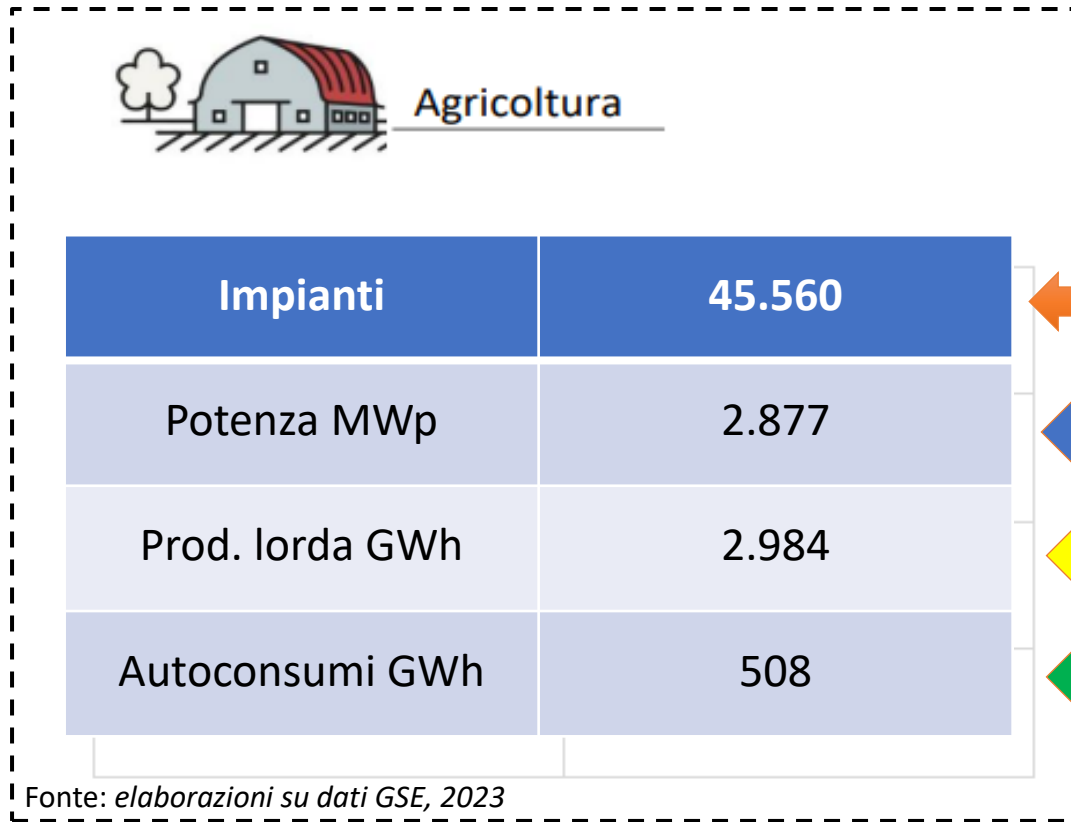 Agricoltura
Impianti 45.560
Potenza MWp 2.877
Prod. lorda GWh 2.984
Autoconsumi GWh 508
Fonte: elaborazioni su dati GSE, 2023